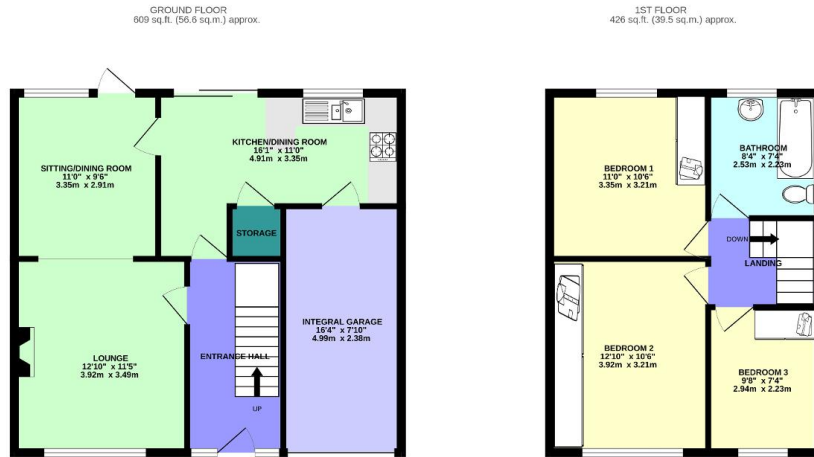 GROUND FLOOR
609 sq.ft. (56.6 sq.m.) approx.
SITTING/DINING ROOM
11'0" x 9'6"
3.35m x 2.91m
KITCHEN/DINING ROOM
16'1" x 11'0"
4.91m x 3.35m
STORAGE
LOUNGE
12'10" x 11'5"
3.92m x 3.49m
ENTRANCE HALL
UP
INTEGRAL GARAGE
16'4" x 7'10"
4.99m x 2.38m
1ST FLOOR
426 sq.ft. (39.5 sq.m.) approx.
BEDROOM 1
11'0" x 10'6"
3.35m x 3.21m
BATHROOM
8'4" x 7'4"
2.53m x 2.23m
DOWN
LANDING
BEDROOM 2
12'10" x 10'6"
3.92m x 3.21m
BEDROOM 3
9'8" x 7'4"
2.94m x 2.23m